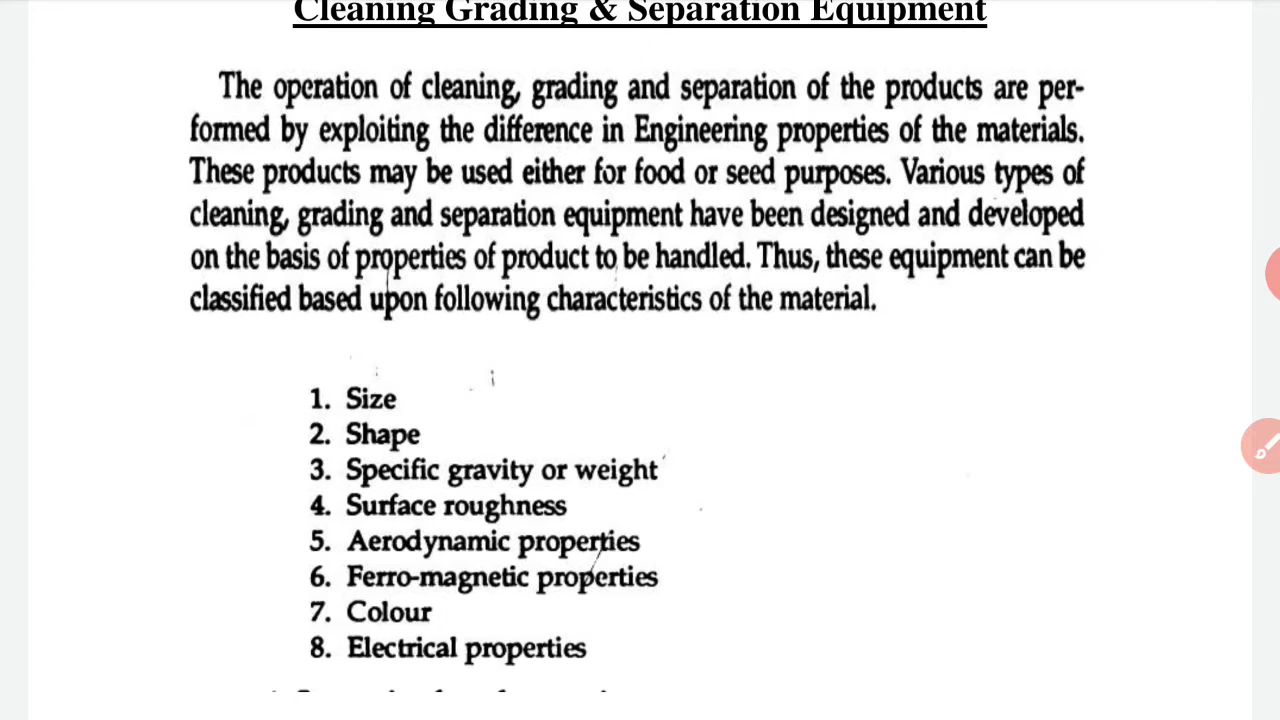 Cleaning Grading & Separation Equipment
The operation of cleaning, grading and separation of the products are per-
formed by exploiting the difference in Engineering properties of the materials.
These products may be used either for food or seed purposes. Various types of
cleaning, grading and separation equipment have been designed and developed
on the basis of properties of product to be handled. Thus, these equipment can be
classified based upon following characteristics of the material.
1. Size
2. Shape
3. Specific gravity or weight
4. Surface roughness
5. Aerodynamic properties
6. Ferro-magnetic properties
7. Colour
8. Electrical properties